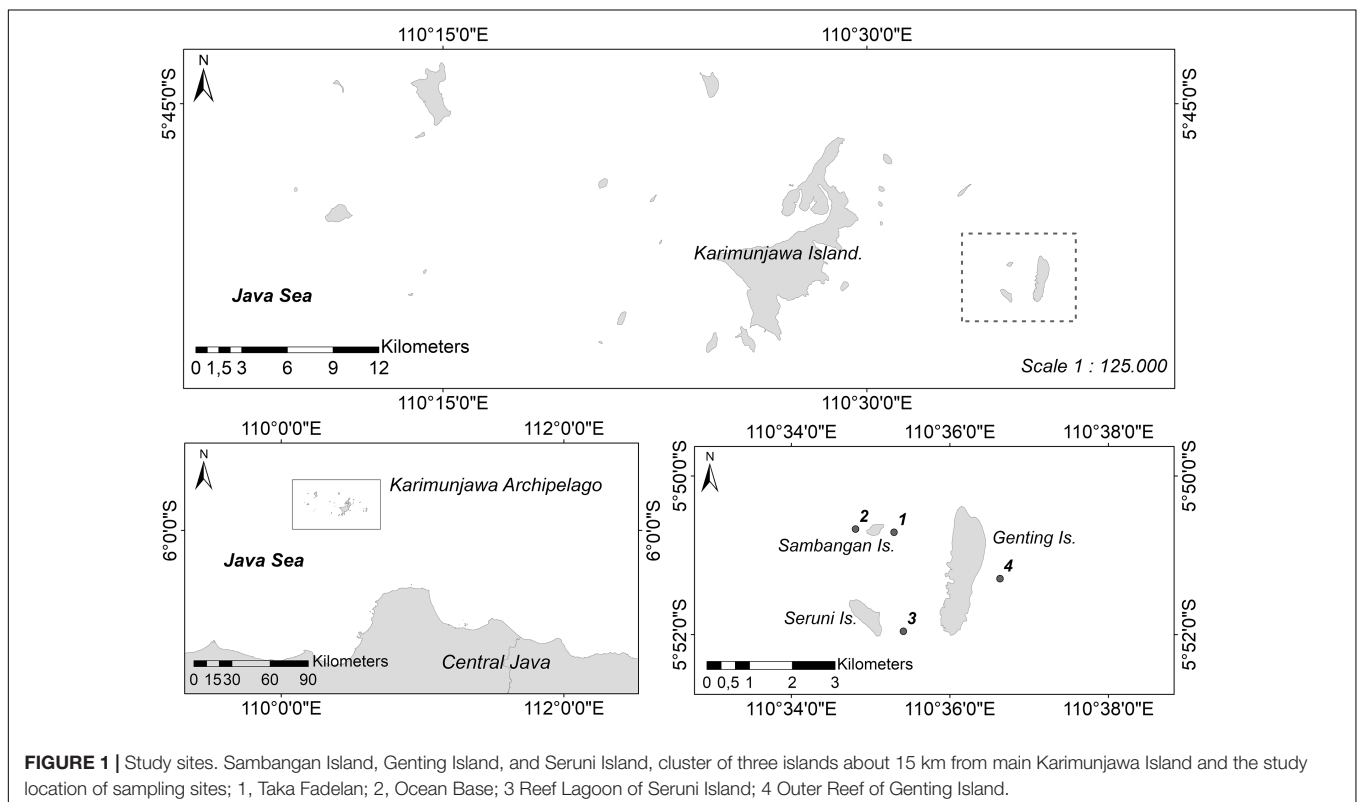 110°15'0"E 110°30'0"E
N
5°45'0"S 5°45'0"S
Karimunjawa Island.
Java Sea
Kilometers
0 1,5 3 6 9 12
Scale 1 : 125.000
110°15'0"E 110°30'0"E
110°0'0"E 112°0'0"E
N
Karimunjawa Archipelago
6°0'0"S 6°0'0"S
Java Sea
Kilometers
Central Java
0 15 30 60 90
110°0'0"E 112°0'0"E
110°34'0"E 110°36'0"E 110°38'0"E
5°50'0"S 5°50'0"S
N
2 1
Sambangan Is.
Genting Is.
4
Seruni Is.
3
5°52'0"S 5°52'0"S
Kilometers
0 0,5 1 2 3
110°34'0"E 110°36'0"E 110°38'0"E
FIGURE 1 | Study sites. Sambangan Island, Genting Island, and Seruni Island, cluster of three islands about 15 km from main Karimunjawa Island and the study
location of sampling sites; 1, Taka Fadelan; 2, Ocean Base; 3 Reef Lagoon of Seruni Island; 4 Outer Reef of Genting Island.